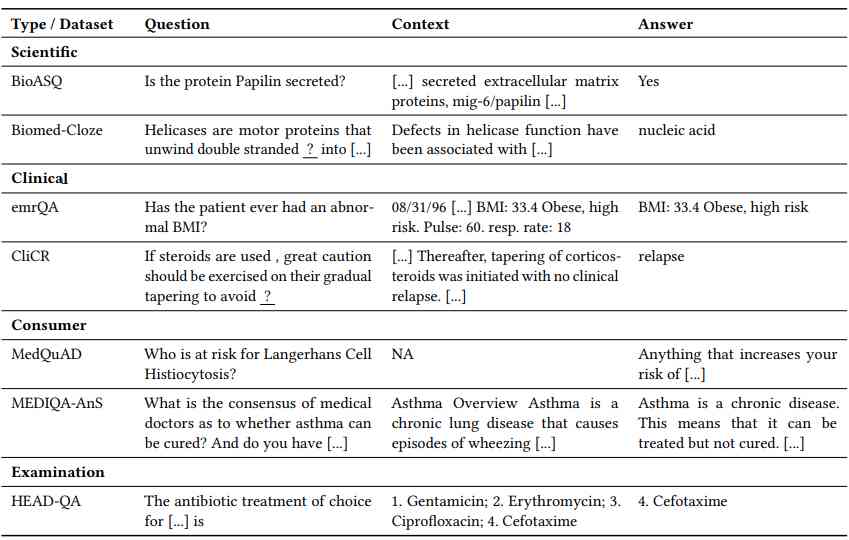 Type / Dataset Question Context Answer
Scientific
BioASQ Is the protein Papilin secreted? [...] secreted extracellular matrix Yes
proteins, mig-6/papilin [...]
Biomed-Cloze Helicases are motor proteins that Defects in helicase function have nucleic acid
unwind double stranded ? into [...] been associated with [...]
Clinical
emrQA Has the patient ever had an abnor- 08/31/96 [...] BMI: 33.4 Obese, high BMI: 33.4 Obese, high risk
mal BMI? risk. Pulse: 60. resp. rate: 18
CliCR If steroids are used , great caution [...] Thereafter, tapering of corticos- relapse
should be exercised on their gradual teroids was initiated with no clinical
tapering to avoid ? relapse. [...]
Consumer
MedQuAD Who is at risk for Langerhans Cell NA Anything that increases your
Histiocytosis? risk of [...]
MEDIQA-AnS What is the consensus of medical Asthma Overview Asthma is a Asthma is a chronic disease.
doctors as to whether asthma can chronic lung disease that causes This means that it can be
be cured? And do you have [...] episodes of wheezing [...] treated but not cured. [...]
Examination
HEAD-QA The antibiotic treatment of choice 1. Gentamicin; 2. Erythromycin; 3. 4. Cefotaxime
for [...] is Ciprofloxacin; 4. Cefotaxime